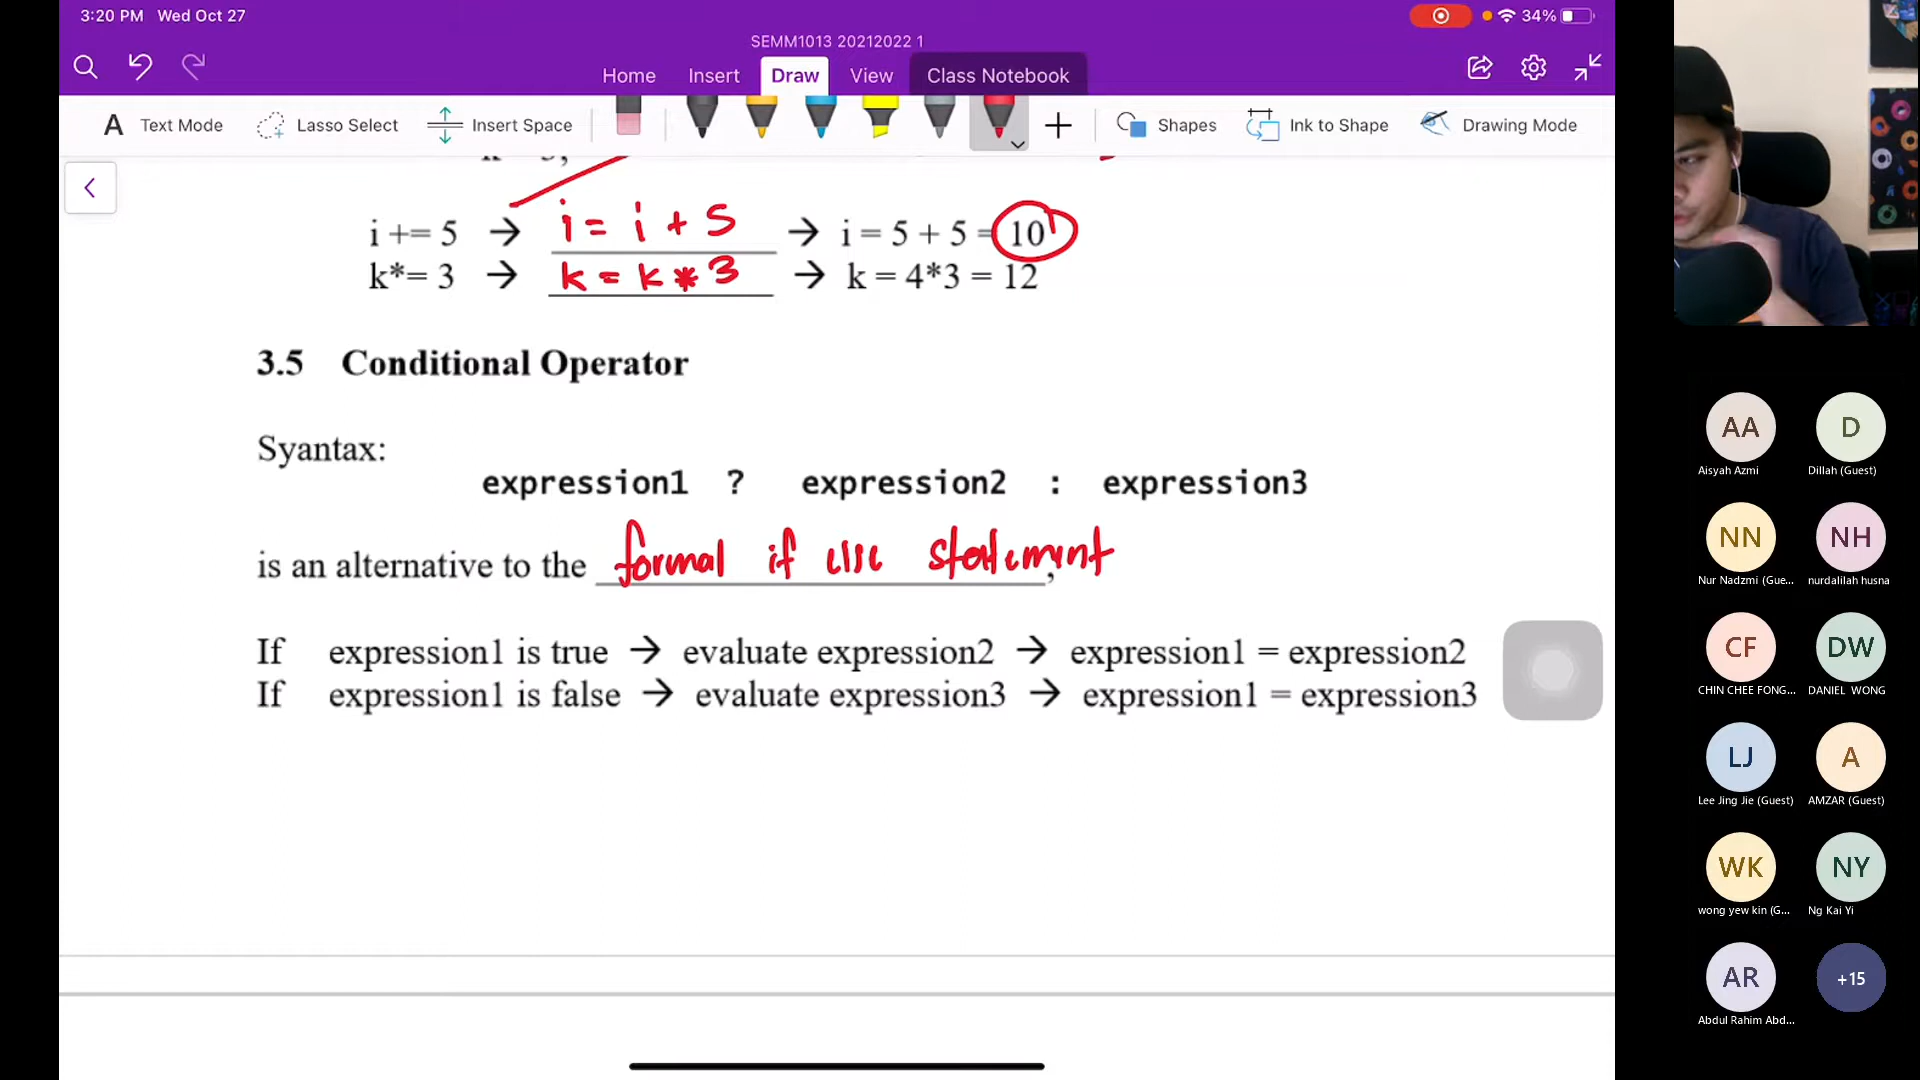 3:20 PM Wed Oct 27
34%
SEMM1013 20212022 1
Home Insert Draw View Class Notebook
A Text Mode Lasso Select Insert Space Shapes Ink to Shape Drawing Mode
i += 5 → i = i + 5 → i = 5 + 5 = 10
k*= 3 → k = k * 3 → k = 4*3 = 12
3.5 Conditional Operator
Syantax:
expression1 ? expression2 : expression3
is an alternative to the formal if else statement,
If expression1 is true → evaluate expression2 → expression1 = expression2
If expression1 is false → evaluate expression3 → expression1 = expression3
AA D
Aisyah Azmi Dillah (Guest)
NN NH
Nur Nadzmi (Gue... nurdalilah husna
CF DW
CHIN CHEE FONG... DANIEL WONG
LJ A
Lee Jing Jie (Guest) AMZAR (Guest)
WK NY
wong yew kin (G... Ng Kai Yi
AR +15
Abdul Rahim Abd...